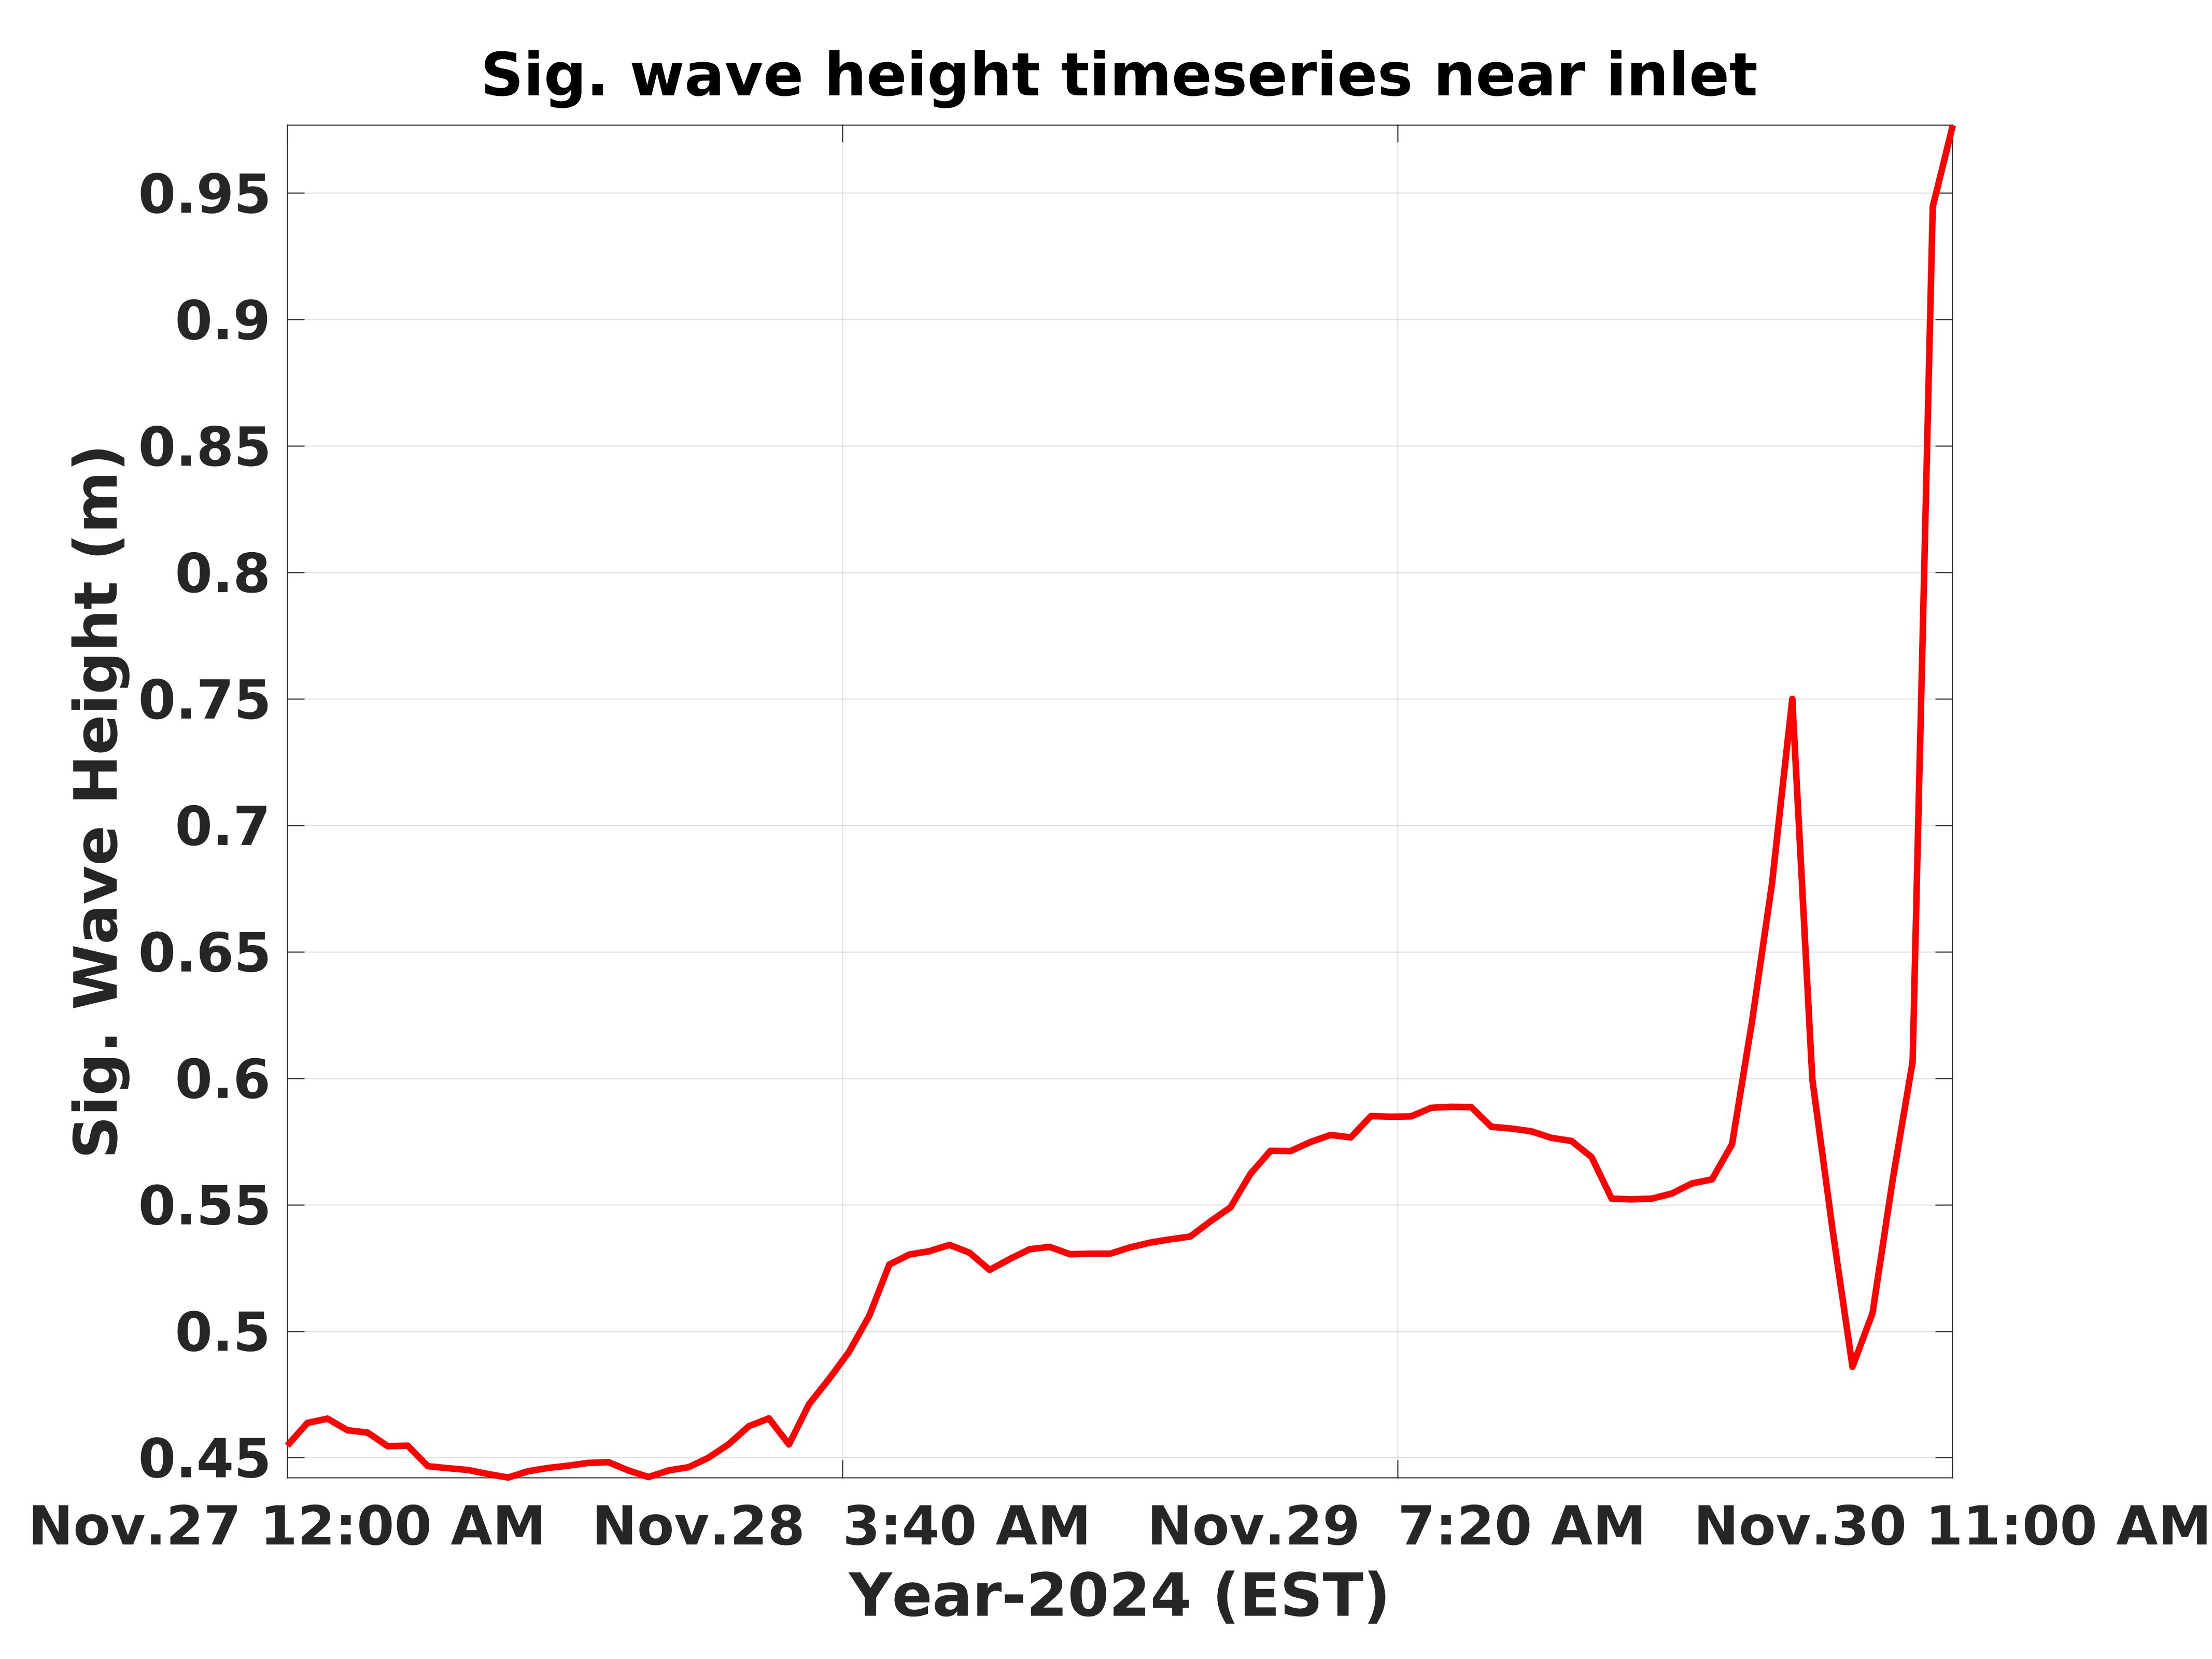 Sig. wave height timeseries near inlet
Sig. Wave Height (m)
0.95
0.9
0.85
0.8
0.75
0.7
0.65
0.6
0.55
0.5
0.45
Nov.27 12:00 AM Nov.28 3:40 AM Nov.29 7:20 AM Nov.30 11:00 AM
Year-2024 (EST)